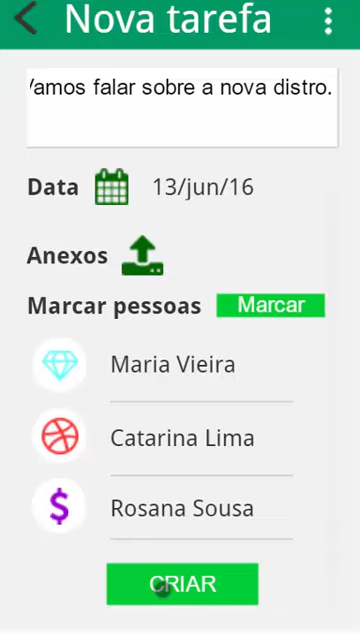 Nova tarefa
Vamos falar sobre a nova distro.
Data 13/jun/16
Anexos
Marcar pessoas Marcar
Maria Vieira
Catarina Lima
$ Rosana Sousa
CRIAR